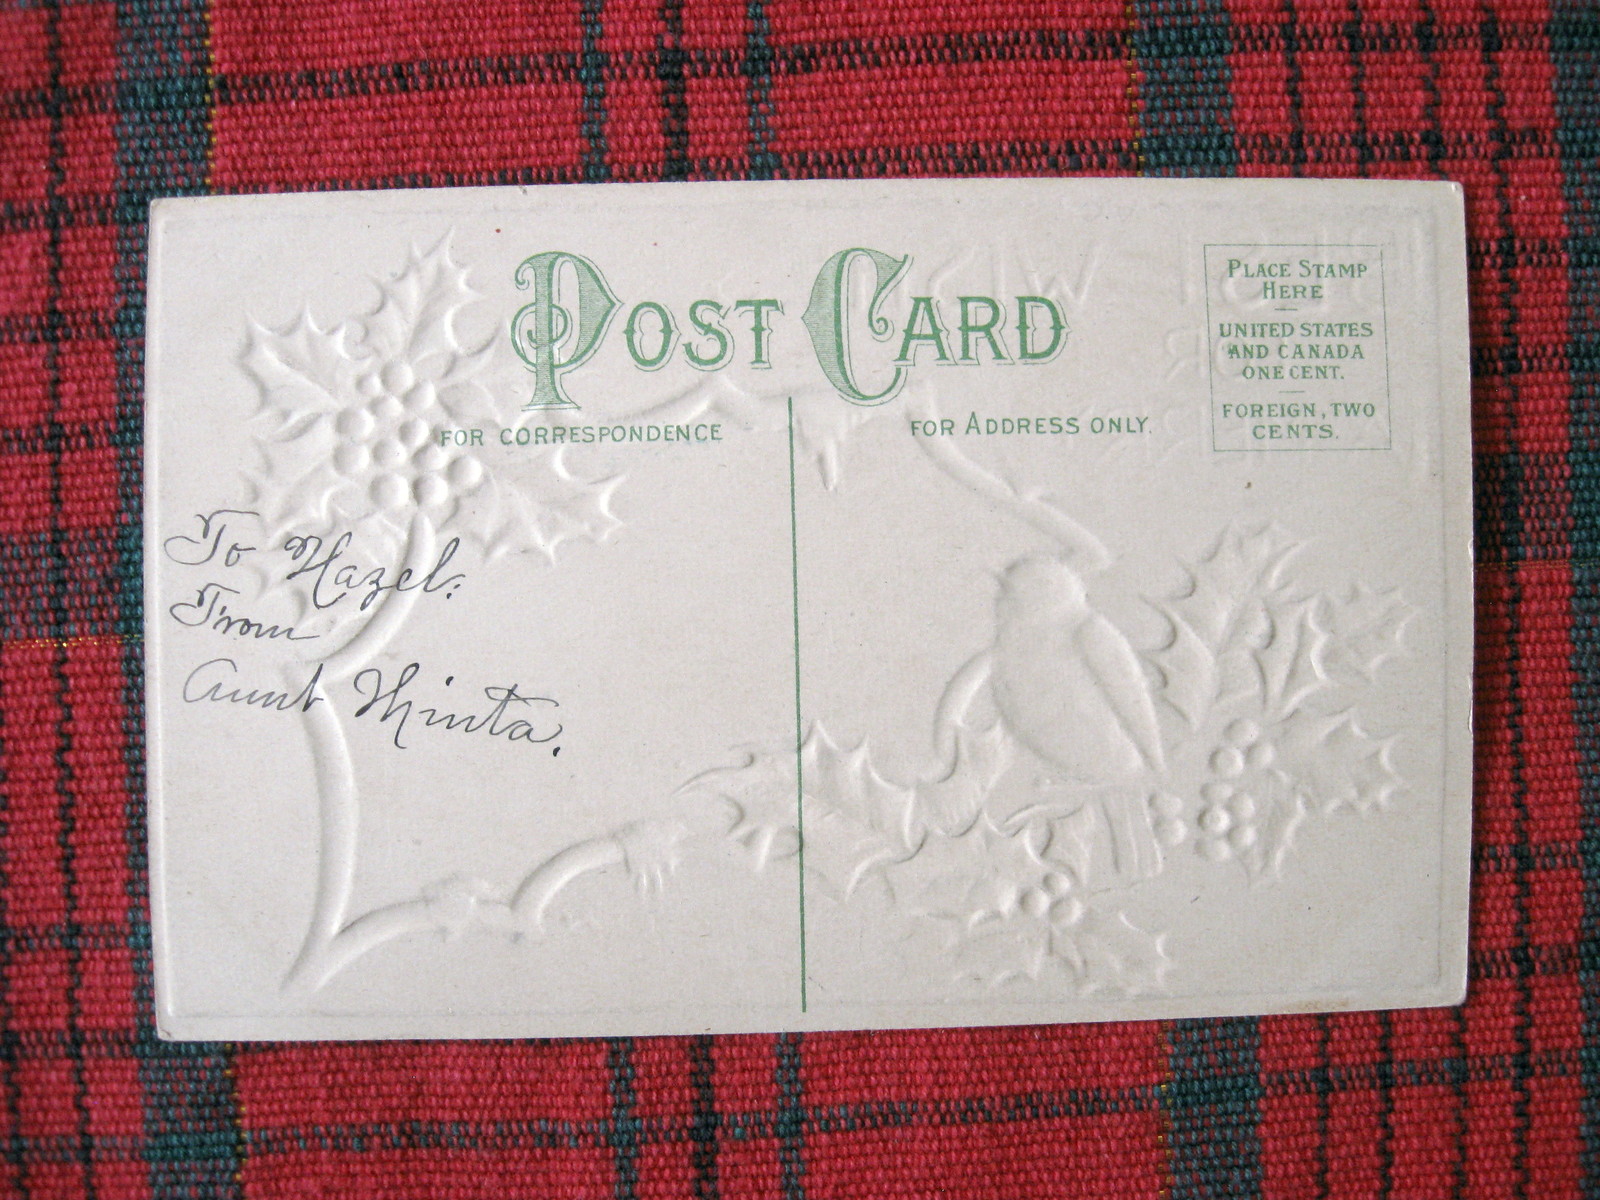 POST CARD
FOR CORRESPONDENCE
FOR ADDRESS ONLY.
PLACE STAMP
HERE
UNITED STATES
AND CANADA
ONE CENT.
FOREIGN, TWO
CENTS.
To Hazel.
From
Aunt Minta.